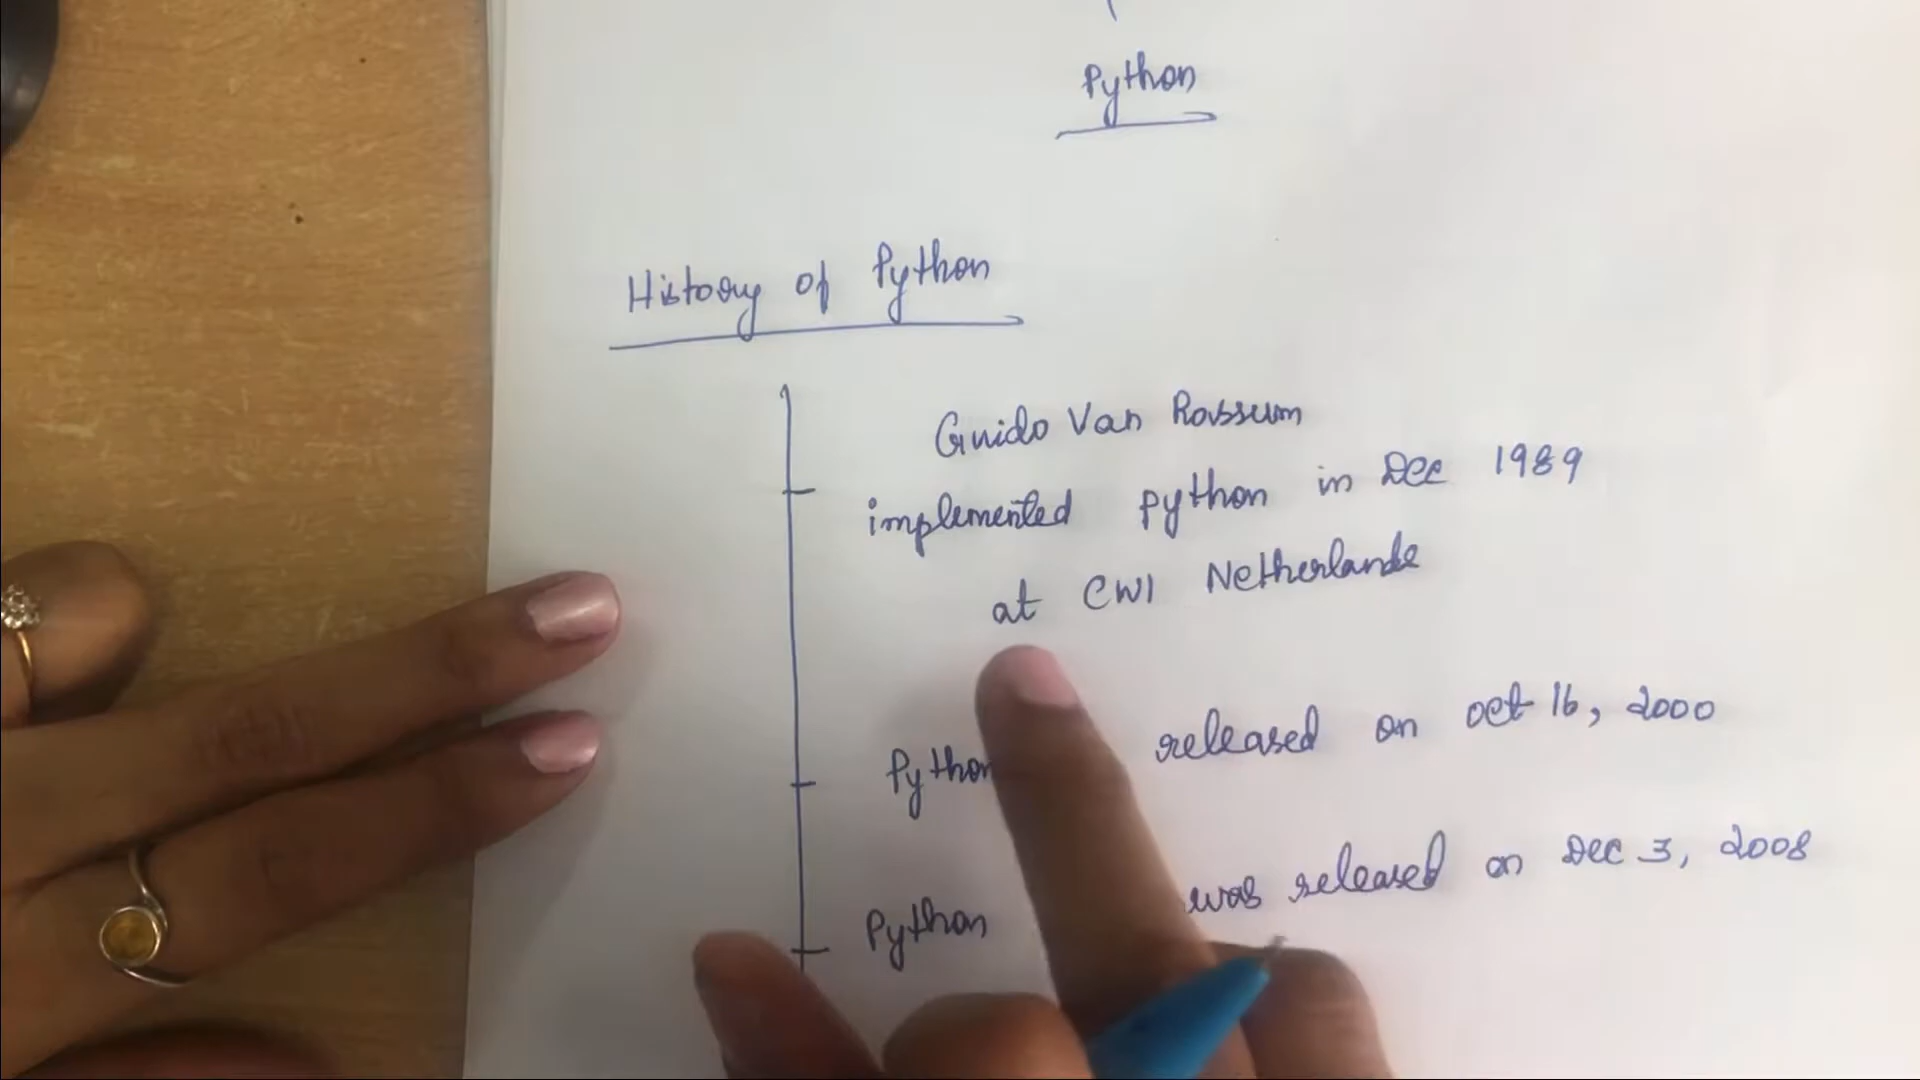 Python
History of Python
Guido Van Rossum
implemented python in Dec 1989
at CWI Netherlands
Python released on oct 16, 2000
Python was released on Dec 3, 2008